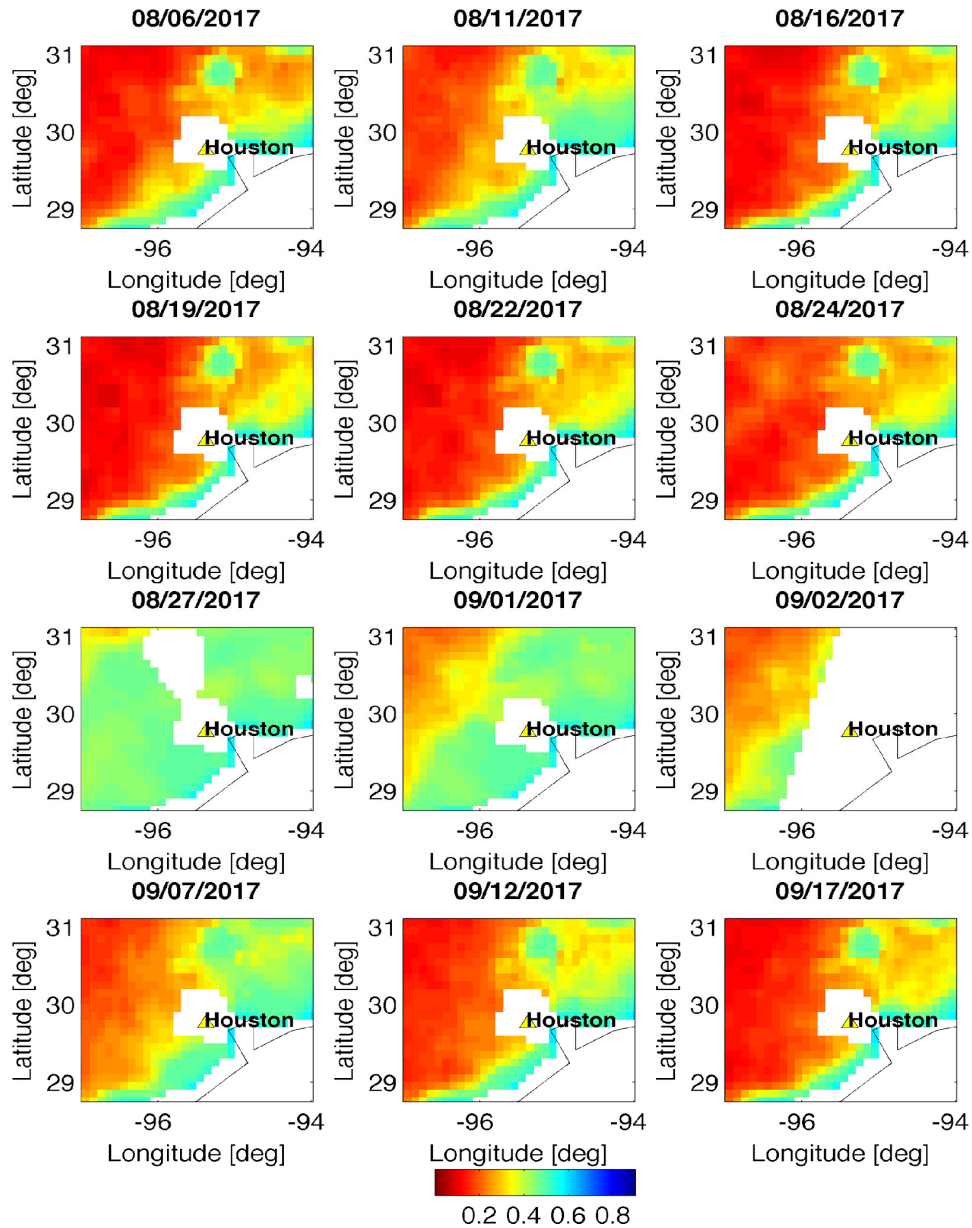 08/06/2017 08/11/2017 08/16/2017
Latitude [deg] 31 30 29 Houston Latitude [deg] 31 30 29 Houston Latitude [deg] 31 30 29 Houston
-96 -94 -96 -94 -96 -94
Longitude [deg] Longitude [deg] Longitude [deg]
08/19/2017 08/22/2017 08/24/2017
Latitude [deg] 31 30 29 Houston Latitude [deg] 31 30 29 Houston Latitude [deg] 31 30 29 Houston
-96 -94 -96 -94 -96 -94
Longitude [deg] Longitude [deg] Longitude [deg]
08/27/2017 09/01/2017 09/02/2017
Latitude [deg] 31 30 29 Houston Latitude [deg] 31 30 29 Houston Latitude [deg] 31 30 29 Houston
-96 -94 -96 -94 -96 -94
Longitude [deg] Longitude [deg] Longitude [deg]
09/07/2017 09/12/2017 09/17/2017
Latitude [deg] 31 30 29 Houston Latitude [deg] 31 30 29 Houston Latitude [deg] 31 30 29 Houston
-96 -94 -96 -94 -96 -94
Longitude [deg] Longitude [deg] Longitude [deg]
0.2 0.4 0.6 0.8